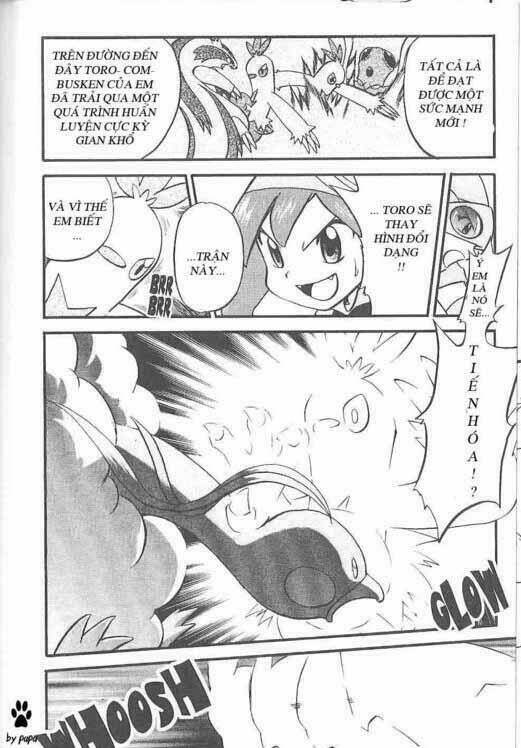 TRÊN ĐƯỜNG ĐẾN
ĐÂY TORO- COM-
BUSKEN CỦA EM
ĐÃ TRẢI QUA MỘT
QUÁ TRÌNH HUẤN
LUYỆN CỰC KỲ
GIAN KHỔ
TẤT CẢ LÀ
ĐỂ ĐẠT
ĐƯỢC MỘT
SỨC MẠNH
MỚI !
VÀ VÌ THẾ
EM BIẾT
...
BRR
BRR
... TRẬN
NÀY...
... TORO SẼ
THAY
HÌNH ĐỔI
DẠNG
!!
Ý
EM LÀ
NÓ SẼ...
TIẾN HÓA ! ?
GLOW
WHOOSH
by pupa